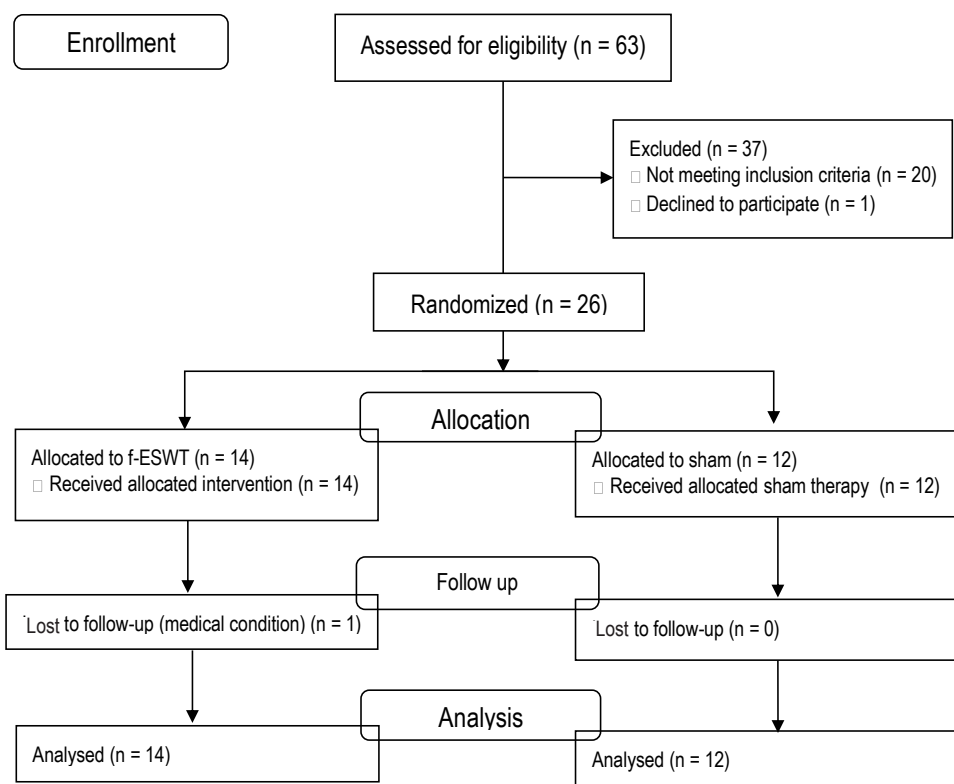 Enrollment
Assessed for eligibility (n = 63)
Excluded (n = 37)
□ Not meeting inclusion criteria (n = 20)
□ Declined to participate (n = 1)
Randomized (n = 26)
Allocation
Allocated to f-ESWT (n = 14)
□ Received allocated intervention (n = 14)
Allocated to sham (n = 12)
□ Received allocated sham therapy (n = 12)
Follow up
Lost to follow-up (medical condition) (n = 1)
Lost to follow-up (n = 0)
Analysis
Analysed (n = 14)
Analysed (n = 12)